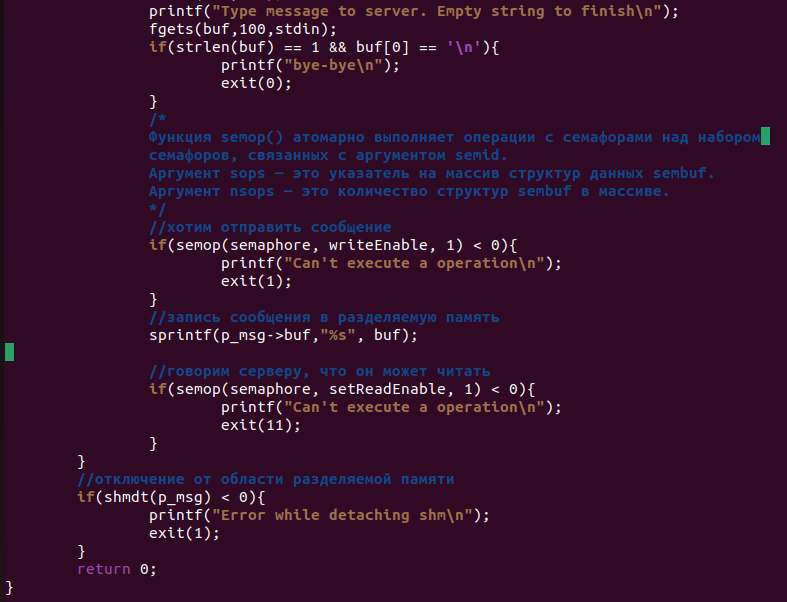 printf("Type message to server. Empty string to finish\n");
fgets(buf,100,stdin);
if(strlen(buf) == 1 && buf[0] == '\n'){
printf("bye-bye\n");
exit(0);
}
/*
Функция semop() атомарно выполняет операции с семафорами над набором
семафоров, связанных с аргументом semid.
Аргумент sops — это указатель на массив структур данных sembuf.
Аргумент nsops — это количество структур sembuf в массиве.
*/
//хотим отправить сообщение
if(semop(semaphore, writeEnable, 1) < 0){
printf("Can't execute a operation\n");
exit(1);
}
//запись сообщения в разделяемую память
sprintf(p_msg->buf,"%s", buf);
//говорим серверу, что он может читать
if(semop(semaphore, setReadEnable, 1) < 0){
printf("Can't execute a operation\n");
exit(11);
}
}
//отключение от области разделяемой памяти
if(shmdt(p_msg) < 0){
printf("Error while detaching shm\n");
exit(1);
}
return 0;
}